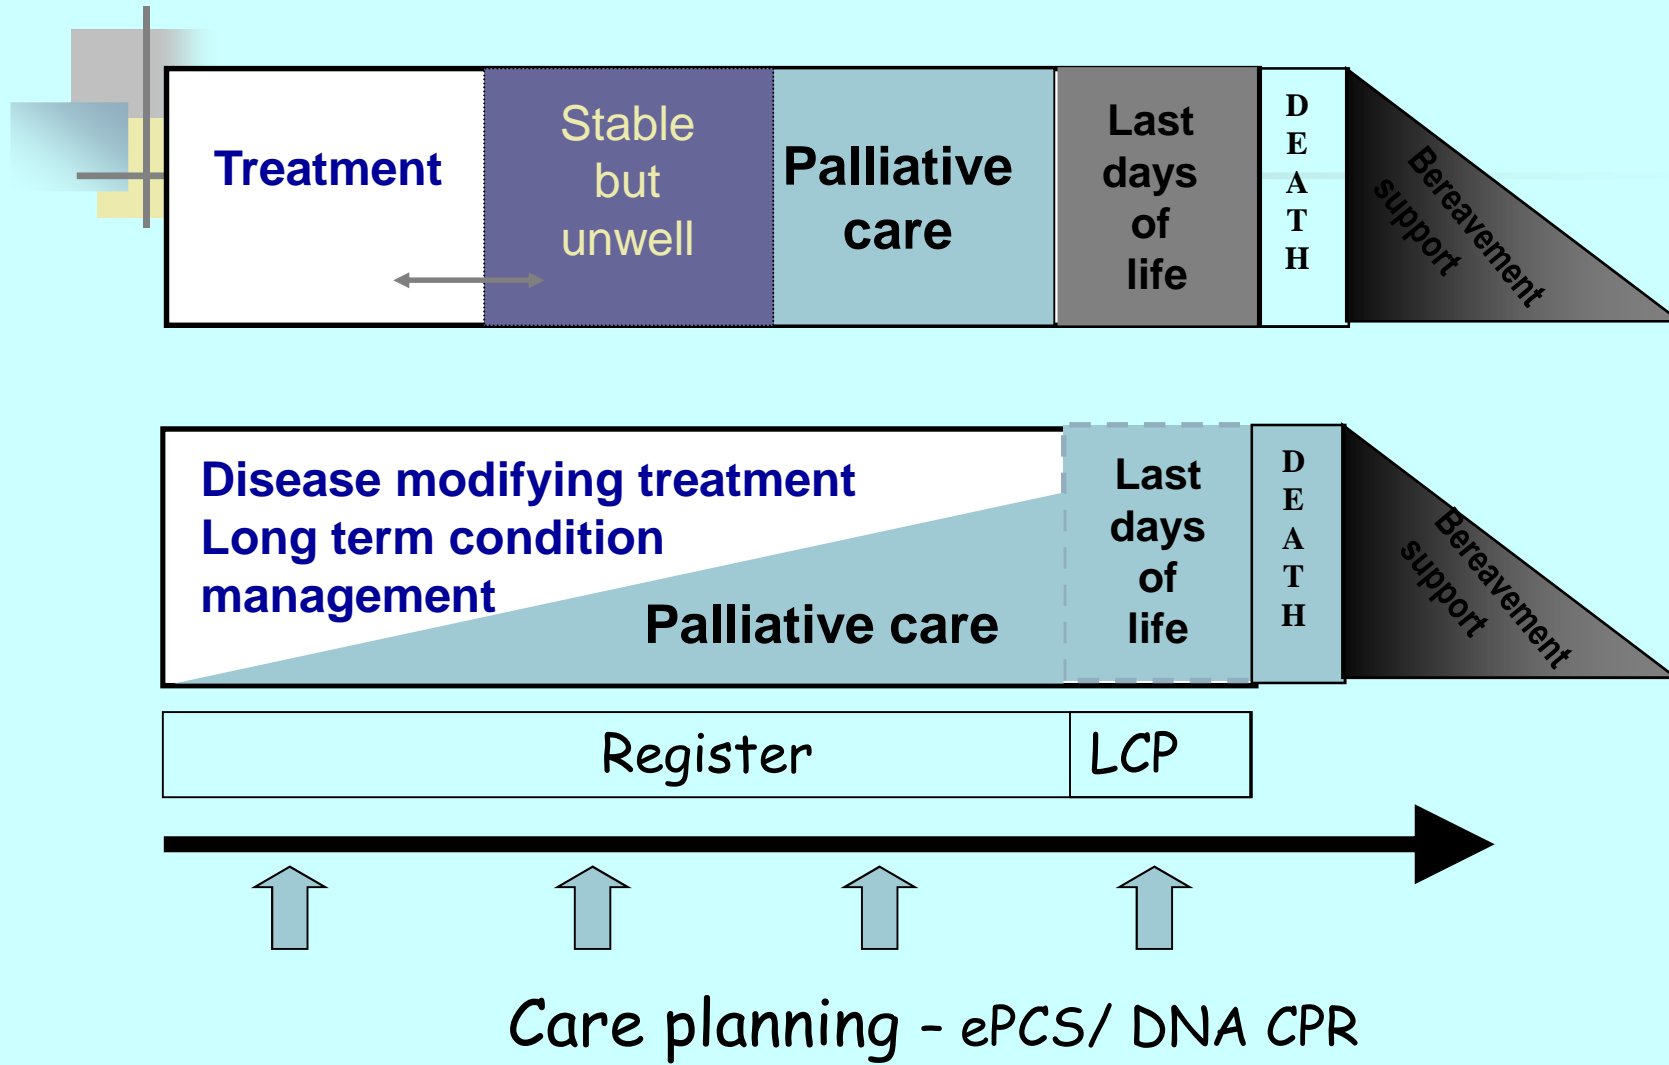 Treatment
Stable
but
unwell
Palliative
care
Last
days
of
life
D
E
A
T
H
Bereavement
support
Disease modifying treatment
Long term condition
management
Palliative care
Last
days
of
life
D
E
A
T
H
Bereavement
support
Register
LCP
Care planning – ePCS/ DNA CPR